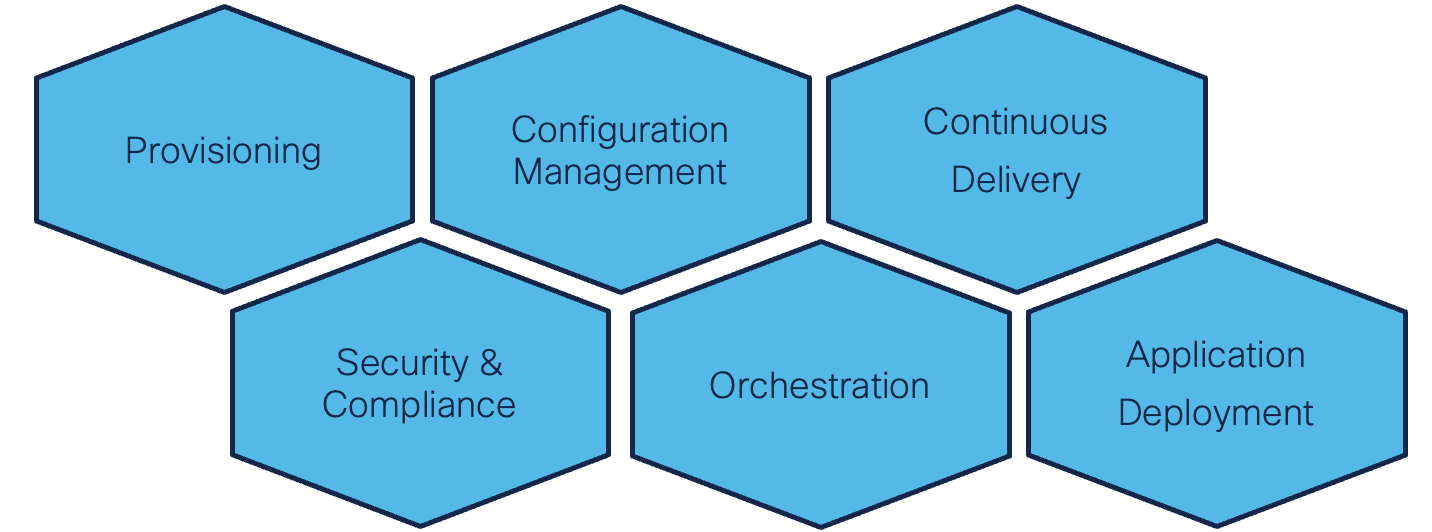 Provisioning
Configuration
Management
Continuous
Delivery
Security &
Compliance
Orchestration
Application
Deployment